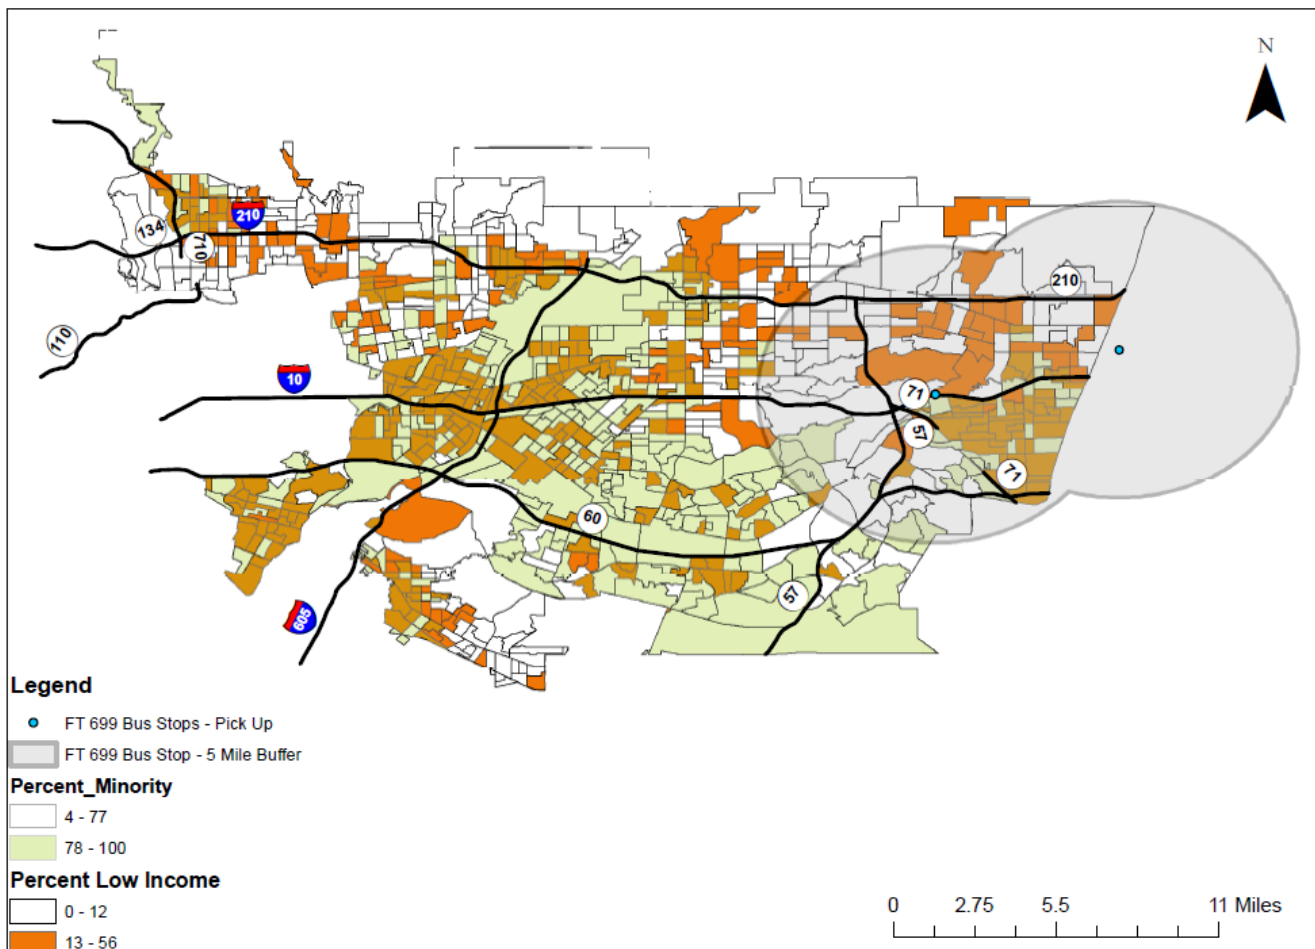 N
210
134
710
210
110
10
71
57
71
60
57
605
Legend
FT 699 Bus Stops - Pick Up
FT 699 Bus Stop - 5 Mile Buffer
Percent_Minority
4 - 77
78 - 100
Percent Low Income
0 - 12
13 - 56
0 2.75 5.5 11 Miles